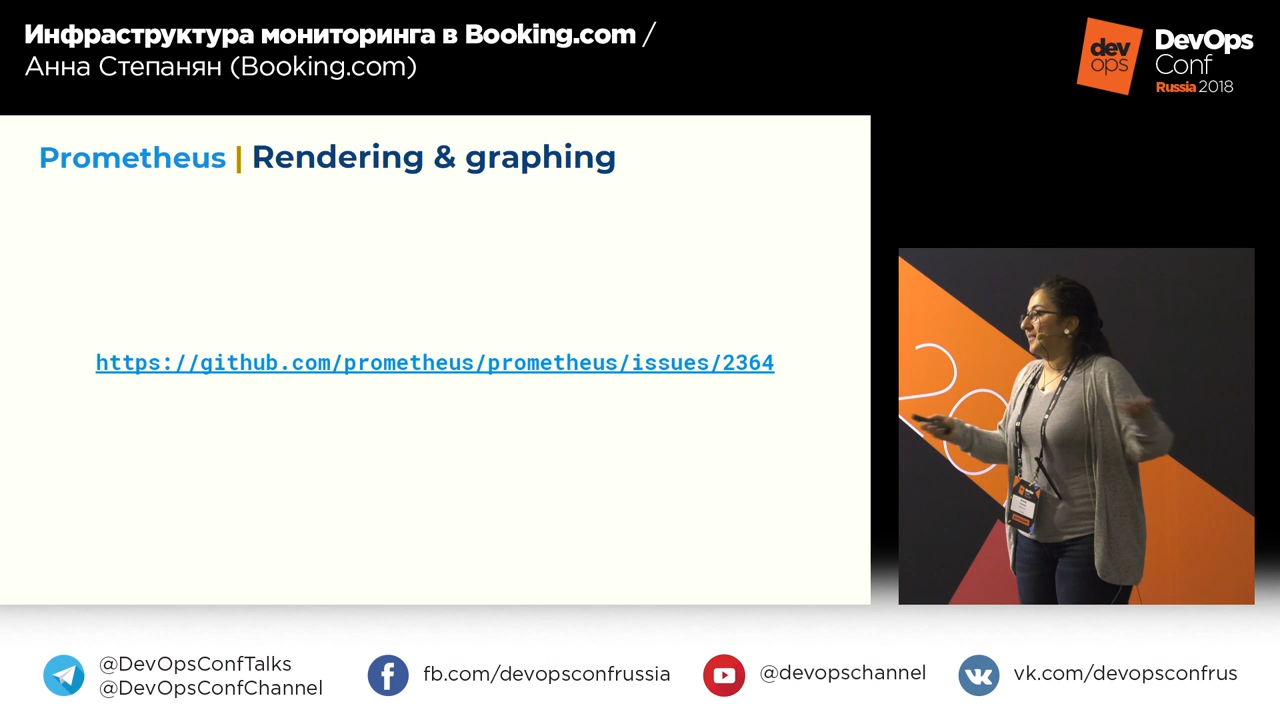 Инфраструктура мониторинга в Booking.com /
Анна Степанян (Booking.com)
dev
ops
DevOps
Conf
Russia 2018
Prometheus | Rendering & graphing
https://github.com/prometheus/prometheus/issues/2364
20
@DevOpsConfTalks
@DevOpsConfChannel
fb.com/devopsconfrussia
@devopschannel
vk.com/devopsconfrus